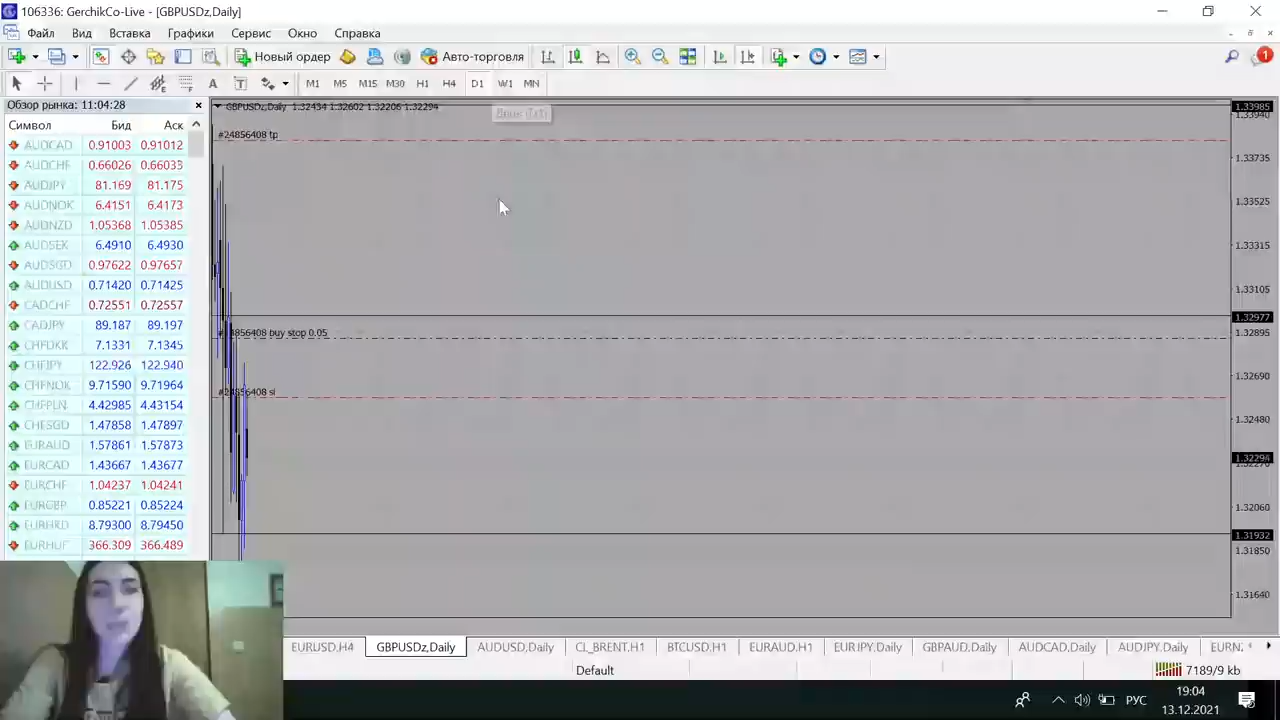 106336: GerchikCo-Live - [GBPUSDz,Daily]
Файл Вид Вставка Графики Сервис Окно Справка
Новый ордер Авто-торговля 1
A T M1 M5 M15 M30 H1 H4 D1 W1 MN
Обзор рынка: 11:04:28
Символ Бид Аск
AUDCAD 0.91003 0.91012
AUDCHF 0.66026 0.66033
AUDJPY 81.169 81.175
AUDNOK 6.4151 6.4173
AUDNZD 1.05368 1.05385
AUDSEK 6.4910 6.4930
AUDSGD 0.97622 0.97657
AUDUSD 0.71420 0.71425
CADCHF 0.72551 0.72557
CADJPY 89.187 89.197
CHFDKK 7.1331 7.1345
CHFJPY 122.926 122.940
CHFNOK 9.71590 9.71964
CHFPLN 4.42985 4.43154
CHFSGD 1.47858 1.47897
EURAUD 1.57861 1.57873
EURCAD 1.43667 1.43677
EURCHF 1.04237 1.04241
EURGBP 0.85221 0.85224
EURHKD 8.79300 8.79450
EURHUF 366.309 366.489
GBPUSDz,Daily 1.32434 1.32602 1.32206 1.32294
День (D1)
#24856408 tp
#24856408 buy stop 0.05
#24856408 sl
1.33985
1.33940
1.33735
1.33525
1.33315
1.33105
1.32977
1.32895
1.32690
1.32480
1.32294
1.32270
1.32060
1.31932
1.31850
1.31640
EURUSD.H4 GBPUSDz,Daily AUDUSD.Daily CL_BRENT.H1 BTCUSD.H1 EURAUD.H1 EURJPY.Daily GBPAUD.Daily AUDCAD.Daily AUDJPY.Daily
Default 7189/9 kb
РУС 19:04
13.12.2021